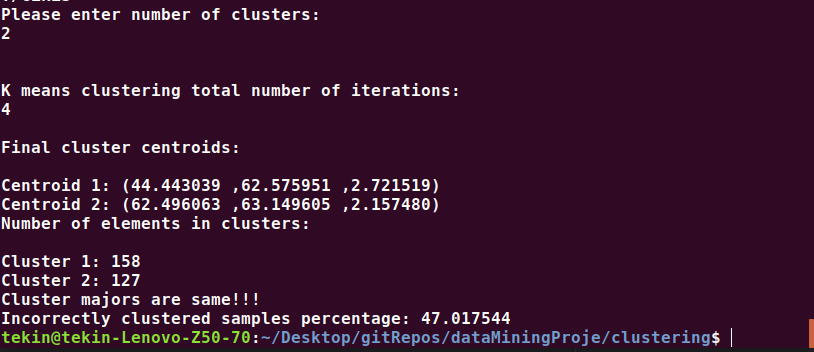 Please enter number of clusters:
2
K means clustering total number of iterations:
4
Final cluster centroids:
Centroid 1: (44.443039 ,62.575951 ,2.721519)
Centroid 2: (62.496063 ,63.149605 ,2.157480)
Number of elements in clusters:
Cluster 1: 158
Cluster 2: 127
Cluster majors are same!!!
Incorrectly clustered samples percentage: 47.017544
tekin@tekin-Lenovo-Z50-70:~/Desktop/gitRepos/dataMiningProje/clustering$